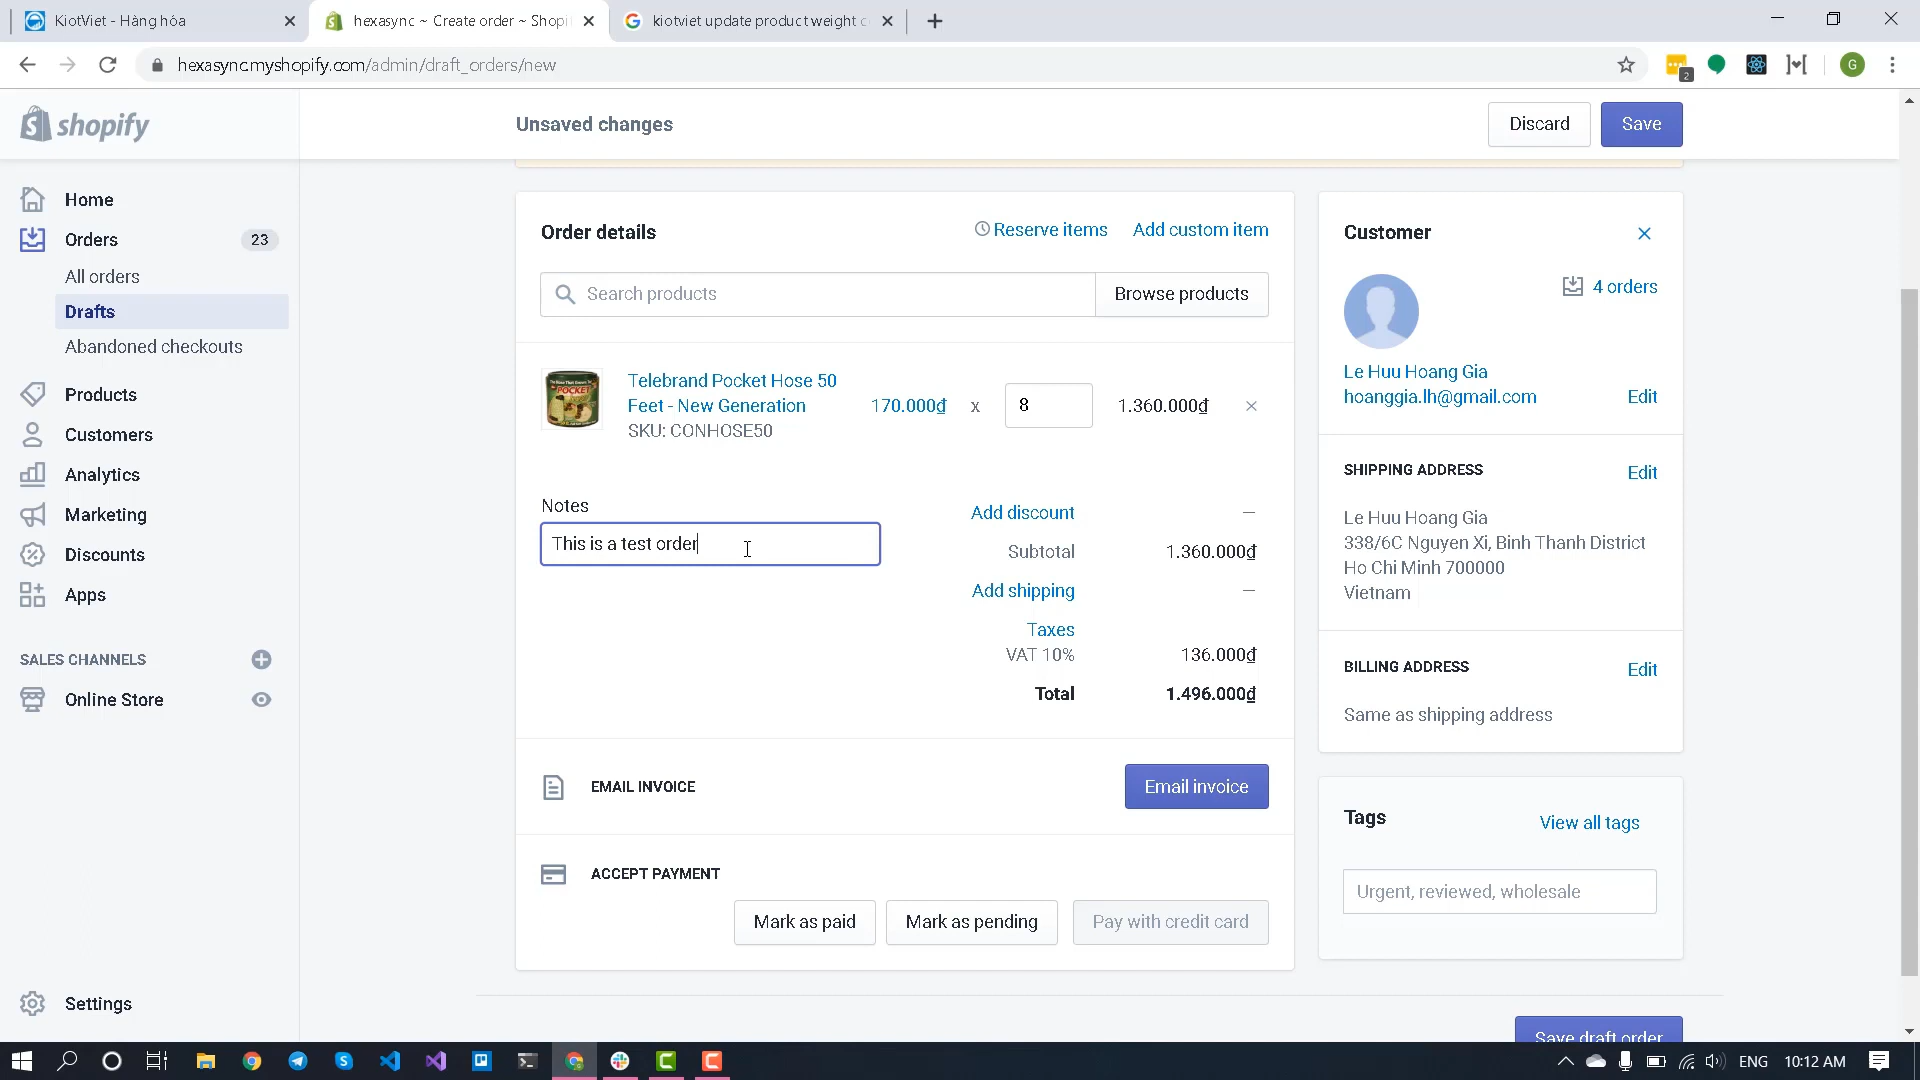 KiotViet - Hàng hóa
hexasync ~ Create order ~ Shopi
kiotviet update product weight c
hexasync.myshopify.com/admin/draft_orders/new
2
G
shopify
Unsaved changes
Discard
Save
Home
Orders
23
All orders
Drafts
Abandoned checkouts
Products
Customers
Analytics
Marketing
Discounts
Apps
SALES CHANNELS
Online Store
Settings
Order details
Reserve items
Add custom item
Search products
Browse products
POCKET
Telebrand Pocket Hose 50
Feet - New Generation
SKU: CONHOSE50
170.000₫
x
8
1.360.000₫
Notes
This is a test order
Add discount
—
Subtotal
1.360.000₫
Add shipping
—
Taxes
VAT 10%
136.000₫
Total
1.496.000₫
EMAIL INVOICE
Email invoice
ACCEPT PAYMENT
Mark as paid
Mark as pending
Pay with credit card
Customer
4 orders
Le Huu Hoang Gia
hoanggia.lh@gmail.com
Edit
SHIPPING ADDRESS
Edit
Le Huu Hoang Gia
338/6C Nguyen Xi, Binh Thanh District
Ho Chi Minh 700000
Vietnam
BILLING ADDRESS
Edit
Same as shipping address
Tags
View all tags
Urgent, reviewed, wholesale
Save draft order
ENG
10:12 AM